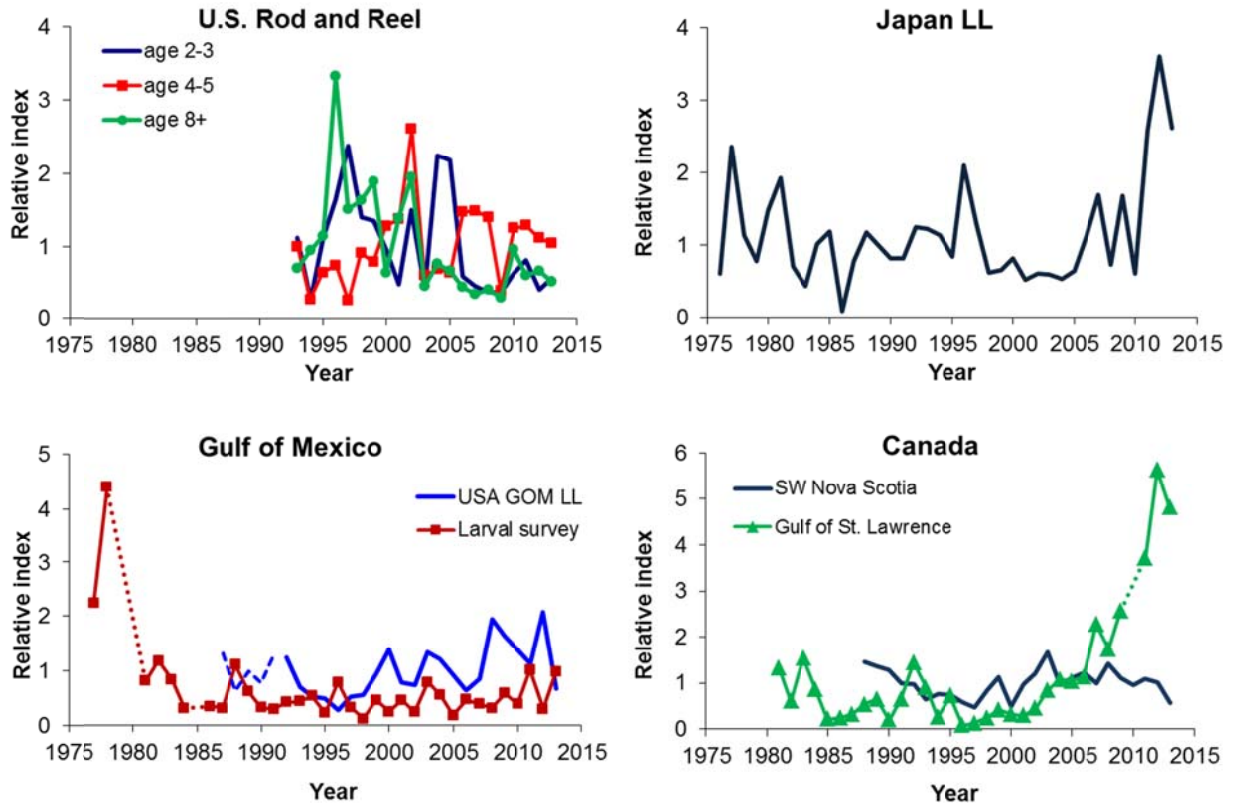 U.S. Rod and Reel
age 2-3
age 4-5
age 8+
Relative index
4
3
2
1
0
1975 1980 1985 1990 1995 2000 2005 2010 2015
Year
Japan LL
Relative index
4
3
2
1
0
1975 1980 1985 1990 1995 2000 2005 2010 2015
Year
Gulf of Mexico
USA GOM LL
Larval survey
Relative index
5
4
3
2
1
0
1975 1980 1985 1990 1995 2000 2005 2010 2015
Year
Canada
SW Nova Scotia
Gulf of St. Lawrence
Relative index
6
5
4
3
2
1
0
1975 1980 1985 1990 1995 2000 2005 2010 2015
Year